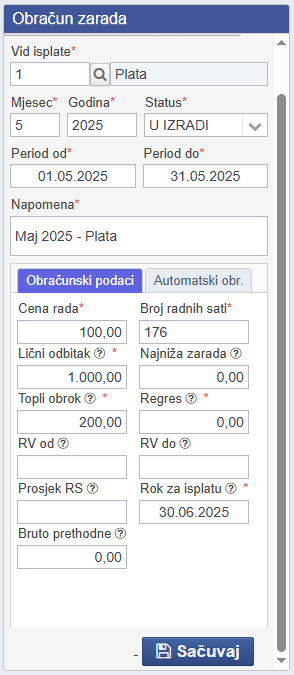 Obračun zarada
Vid isplate*
1 Plata
Mjesec* Godina* Status*
5 2025 U IZRADI
Period od* Period do*
01.05.2025 31.05.2025
Napomena*
Maj 2025 - Plata
Obračunski podaci Automatski obr.
Cena rada* Broj radnih sati*
100,00 176
Lični odbitak ? * Najniža zarada ?
1.000,00 0,00
Topli obrok ? * Regres ? *
200,00 0,00
RV od ? RV do ?
Prosjek RS ? Rok za isplatu ? *
30.06.2025
Bruto prethodne ?
0,00
- Sačuvaj